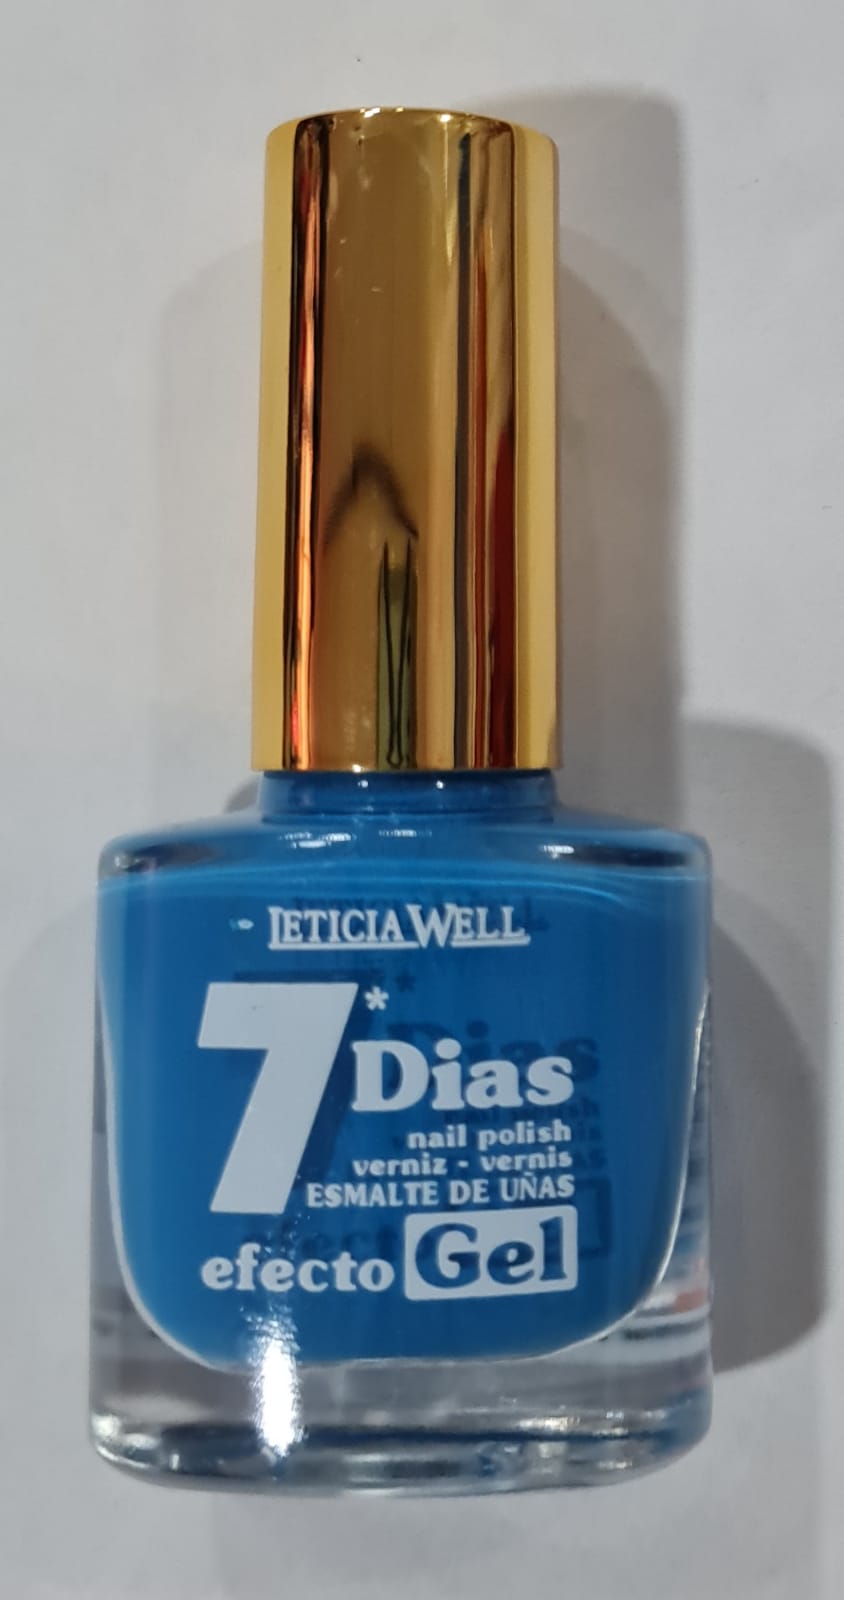 LETICIA WELL
7* Dias
nail polish
verniz - vernis
ESMALTE DE UÑAS
efecto Gel